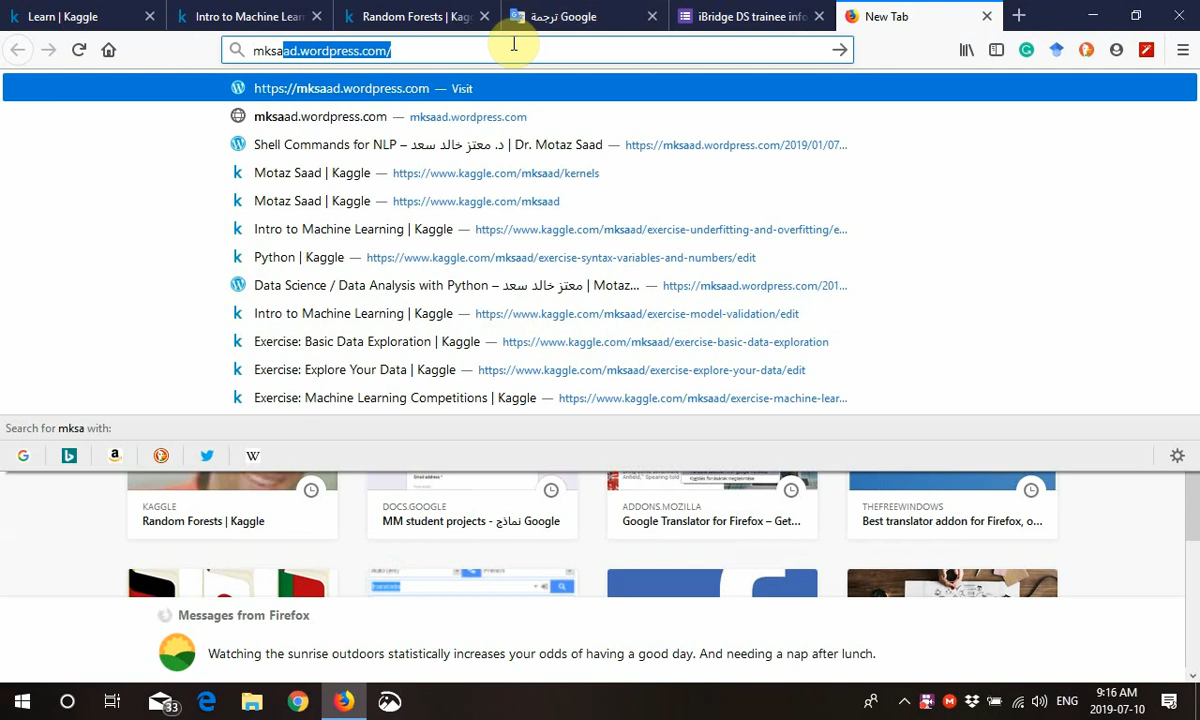 Learn | Kaggle
Intro to Machine Lear
Random Forests | Kag
ترجمة Google
iBridge DS trainee info
New Tab
mksaad.wordpress.com/
https://mksaad.wordpress.com — Visit
mksaad.wordpress.com — mksaad.wordpress.com
Shell Commands for NLP – د. معتز خالد سعد | Dr. Motaz Saad — https://mksaad.wordpress.com/2019/01/07...
Motaz Saad | Kaggle — https://www.kaggle.com/mksaad/kernels
Motaz Saad | Kaggle — https://www.kaggle.com/mksaad
Intro to Machine Learning | Kaggle — https://www.kaggle.com/mksaad/exercise-underfitting-and-overfitting/e...
Python | Kaggle — https://www.kaggle.com/mksaad/exercise-syntax-variables-and-numbers/edit
Data Science / Data Analysis with Python – معتز خالد سعد | Motaz... — https://mksaad.wordpress.com/201...
Intro to Machine Learning | Kaggle — https://www.kaggle.com/mksaad/exercise-model-validation/edit
Exercise: Basic Data Exploration | Kaggle — https://www.kaggle.com/mksaad/exercise-basic-data-exploration
Exercise: Explore Your Data | Kaggle — https://www.kaggle.com/mksaad/exercise-explore-your-data/edit
Exercise: Machine Learning Competitions | Kaggle — https://www.kaggle.com/mksaad/exercise-machine-lear...
Search for mksa with:
KAGGLE
Random Forests | Kaggle
DOCS.GOOGLE
MM student projects - نماذج Google
ADDONS.MOZILLA
Google Translator for Firefox – Get...
THEFREEWINDOWS
Best translator addon for Firefox, o...
Messages from Firefox
Watching the sunrise outdoors statistically increases your odds of having a good day. And needing a nap after lunch.
33
ENG
9:16 AM
2019-07-10